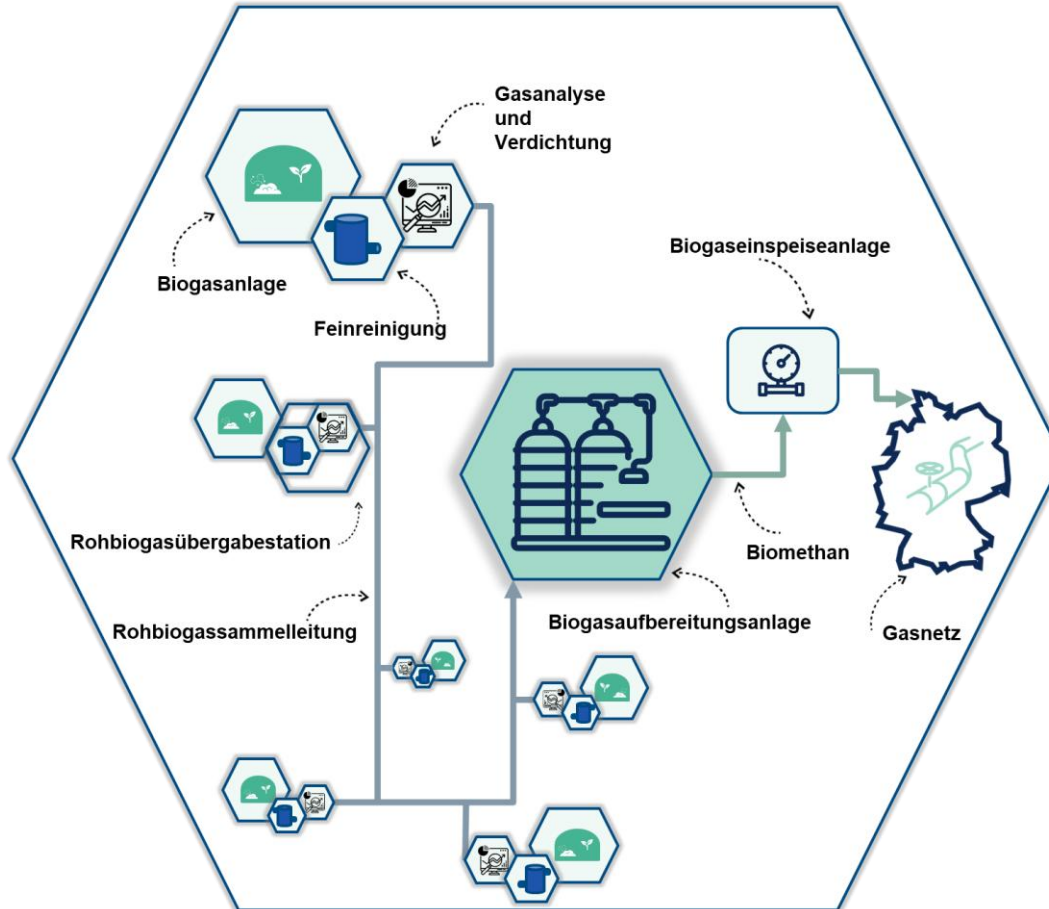 Gasanalyse
und
Verdichtung
Biogasanlage
Feinreinigung
Biogaseinspeiseanlage
Rohbiogasübergabestation
Biomethan
Rohbiogassammelleitung
Biogasaufbereitungsanlage
Gasnetz